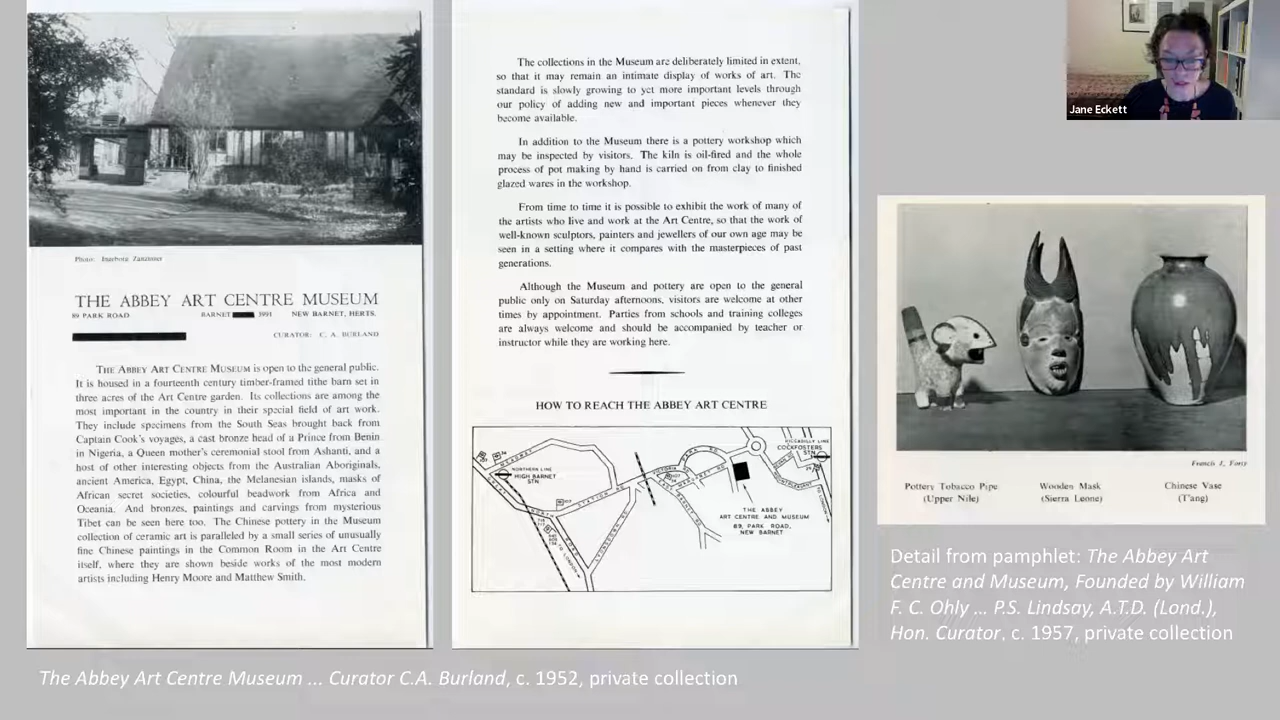 Jane Eckett
Photo: Ingeborg
THE ABBEY ART CENTRE MUSEUM
89 PARK ROAD BARNET 3991 NEW BARNET, HERTS.
CURATOR: C. A. BURLAND
THE ABBEY ART CENTRE MUSEUM is open to the general public.
It is housed in a fourteenth century timber-framed tithe barn set in
three acres of the Art Centre garden. Its collections are among the
most important in the country in their special field of art work.
They include specimens from the South Seas brought back from
Captain Cook's voyages, a cast bronze head of a Prince from Benin
in Nigeria, a Queen mother's ceremonial stool from Ashanti, and a
host of other interesting objects from the Australian Aboriginals,
ancient America, Egypt, China, the Melanesian islands, masks of
African secret societies, colourful beadwork from Africa and
Oceania. And bronzes, paintings and carvings from mysterious
Tibet can be seen here too. The Chinese pottery in the Museum
collection of ceramic art is paralleled by a small series of unusually
fine Chinese paintings in the Common Room in the Art Centre
itself, where they are shown beside works of the most modern
artists including Henry Moore and Matthew Smith.
The collections in the Museum are deliberately limited in extent,
so that it may remain an intimate display of works of art. The
standard is slowly growing to yet more important levels through
our policy of adding new and important pieces whenever they
become available.
In addition to the Museum there is a pottery workshop which
may be inspected by visitors. The kiln is oil-fired and the whole
process of pot making by hand is carried on from clay to finished
glazed wares in the workshop.
From time to time it is possible to exhibit the work of many of
the artists who live and work at the Art Centre, so that the work of
well-known sculptors, painters and jewellers of our own age may be
seen in a setting where it compares with the masterpieces of past
generations.
Although the Museum and pottery are open to the general
public only on Saturday afternoons, visitors are welcome at other
times by appointment. Parties from schools and training colleges
are always welcome and should be accompanied by teacher or
instructor while they are working here.
HOW TO REACH THE ABBEY ART CENTRE
NORTHERN LINE
HIGH BARNET
STN
PICCADILLY LINE
COCKFOSTERS
STN
STATION RD
THE ABBEY
ART CENTRE AND MUSEUM
89, PARK ROAD,
NEW BARNET
Francis J. Forty
Pottery Tobacco Pipe
(Upper Nile)
Wooden Mask
(Sierra Leone)
Chinese Vase
(T'ang)
Detail from pamphlet: The Abbey Art
Centre and Museum, Founded by William
F. C. Ohly ... P.S. Lindsay, A.T.D. (Lond.),
Hon. Curator, c. 1957, private collection
The Abbey Art Centre Museum ... Curator C.A. Burland, c. 1952, private collection